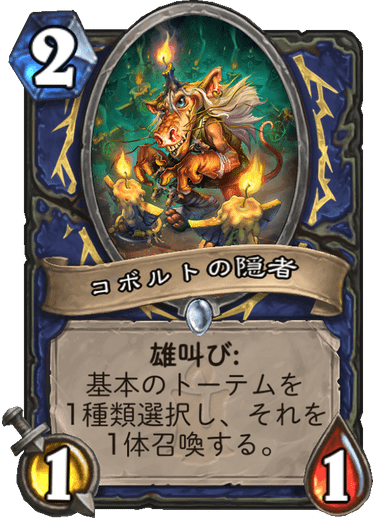 2
コボルトの隠者
雄叫び:
基本のトーテムを
1種類選択し、それを
1体召喚する。
1
1